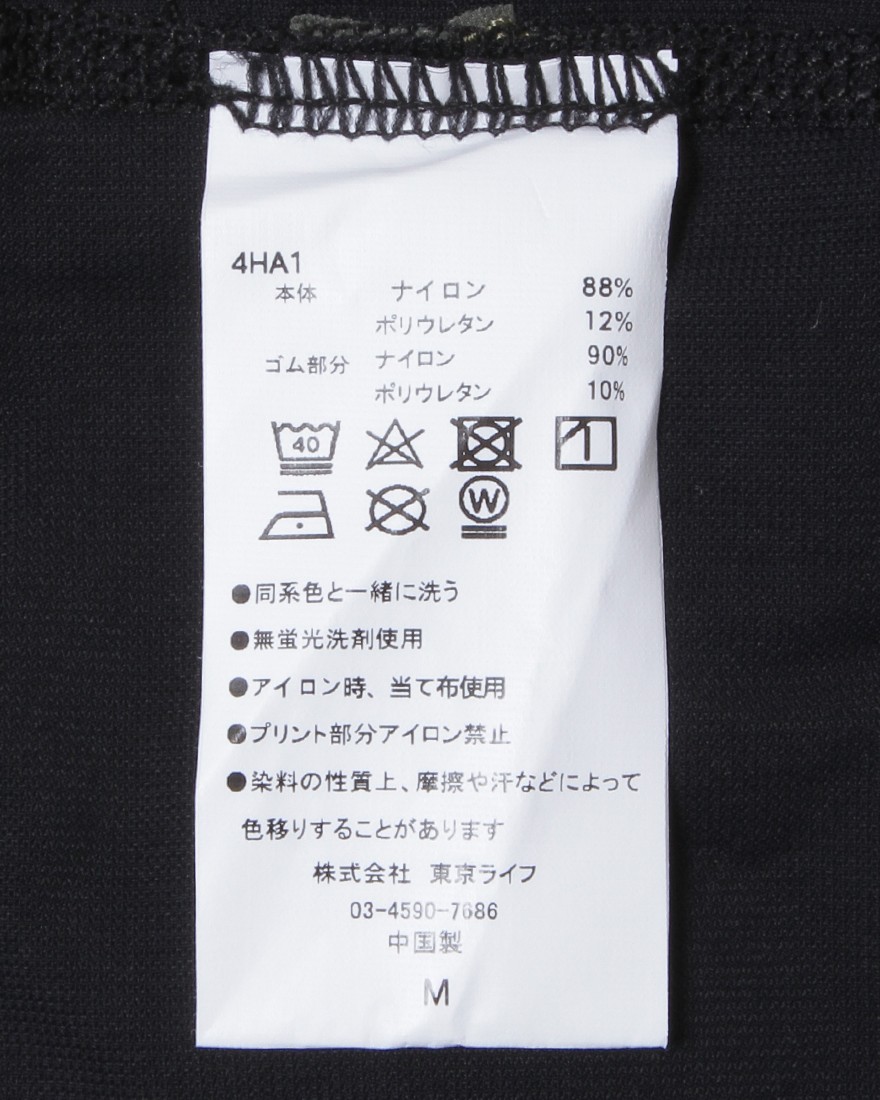 4HA1
本体 ナイロン 88%
ポリウレタン 12%
ゴム部分 ナイロン 90%
ポリウレタン 10%
40
W
●同系色と一緒に洗う
●無蛍光洗剤使用
●アイロン時、当て布使用
●プリント部分アイロン禁止
●染料の性質上、摩擦や汗などによって
色移りすることがあります
株式会社 東京ライフ
03-4590-7686
中国製
M